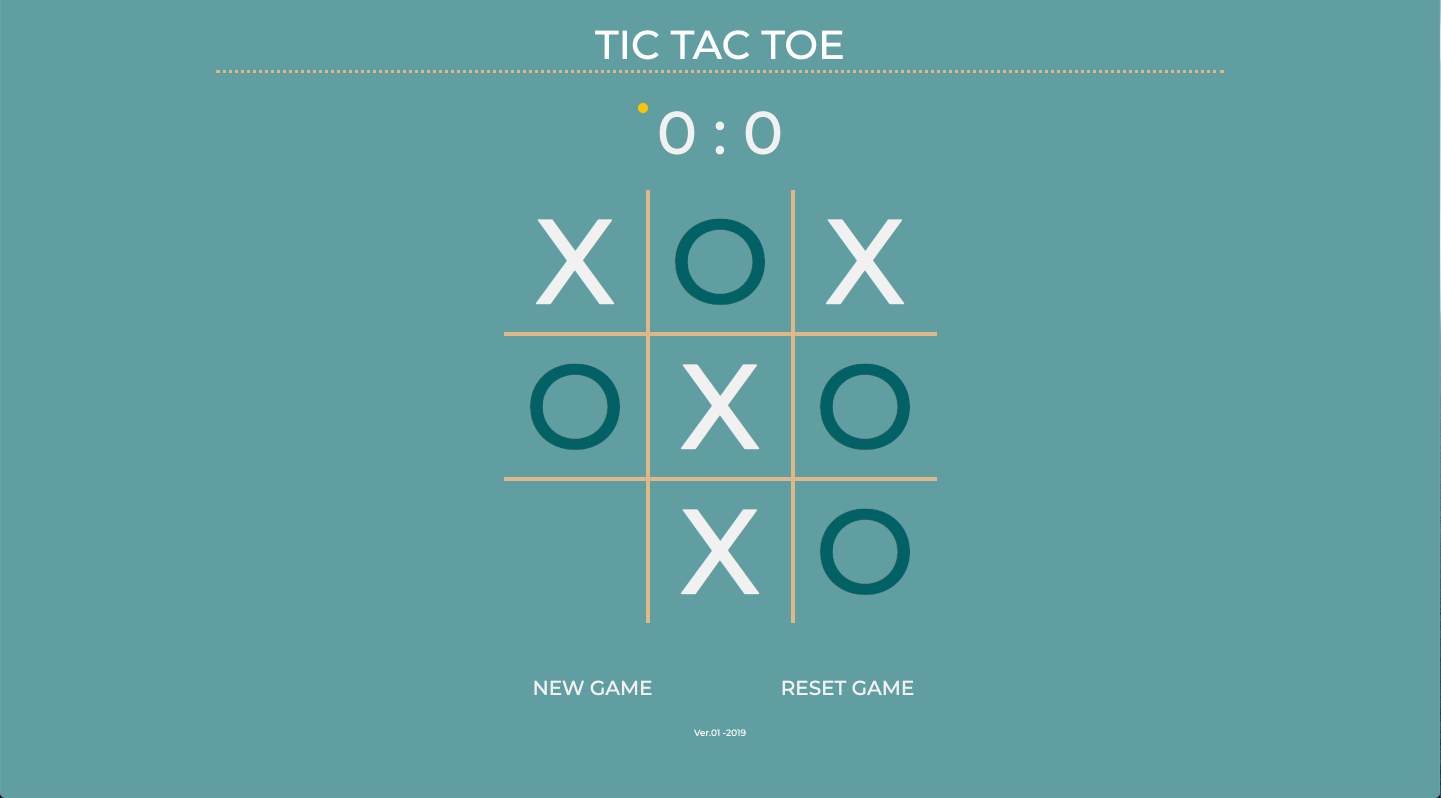 TIC TAC TOE
0 : 0
X O X
O X O
X O
NEW GAME RESET GAME
Ver.01 -2019